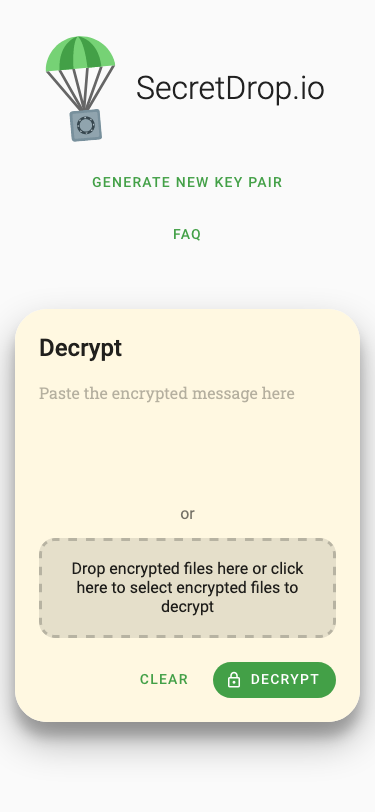 SecretDrop.io
GENERATE NEW KEY PAIR
FAQ
Decrypt
Paste the encrypted message here
or
Drop encrypted files here or click
here to select encrypted files to
decrypt
CLEAR
DECRYPT